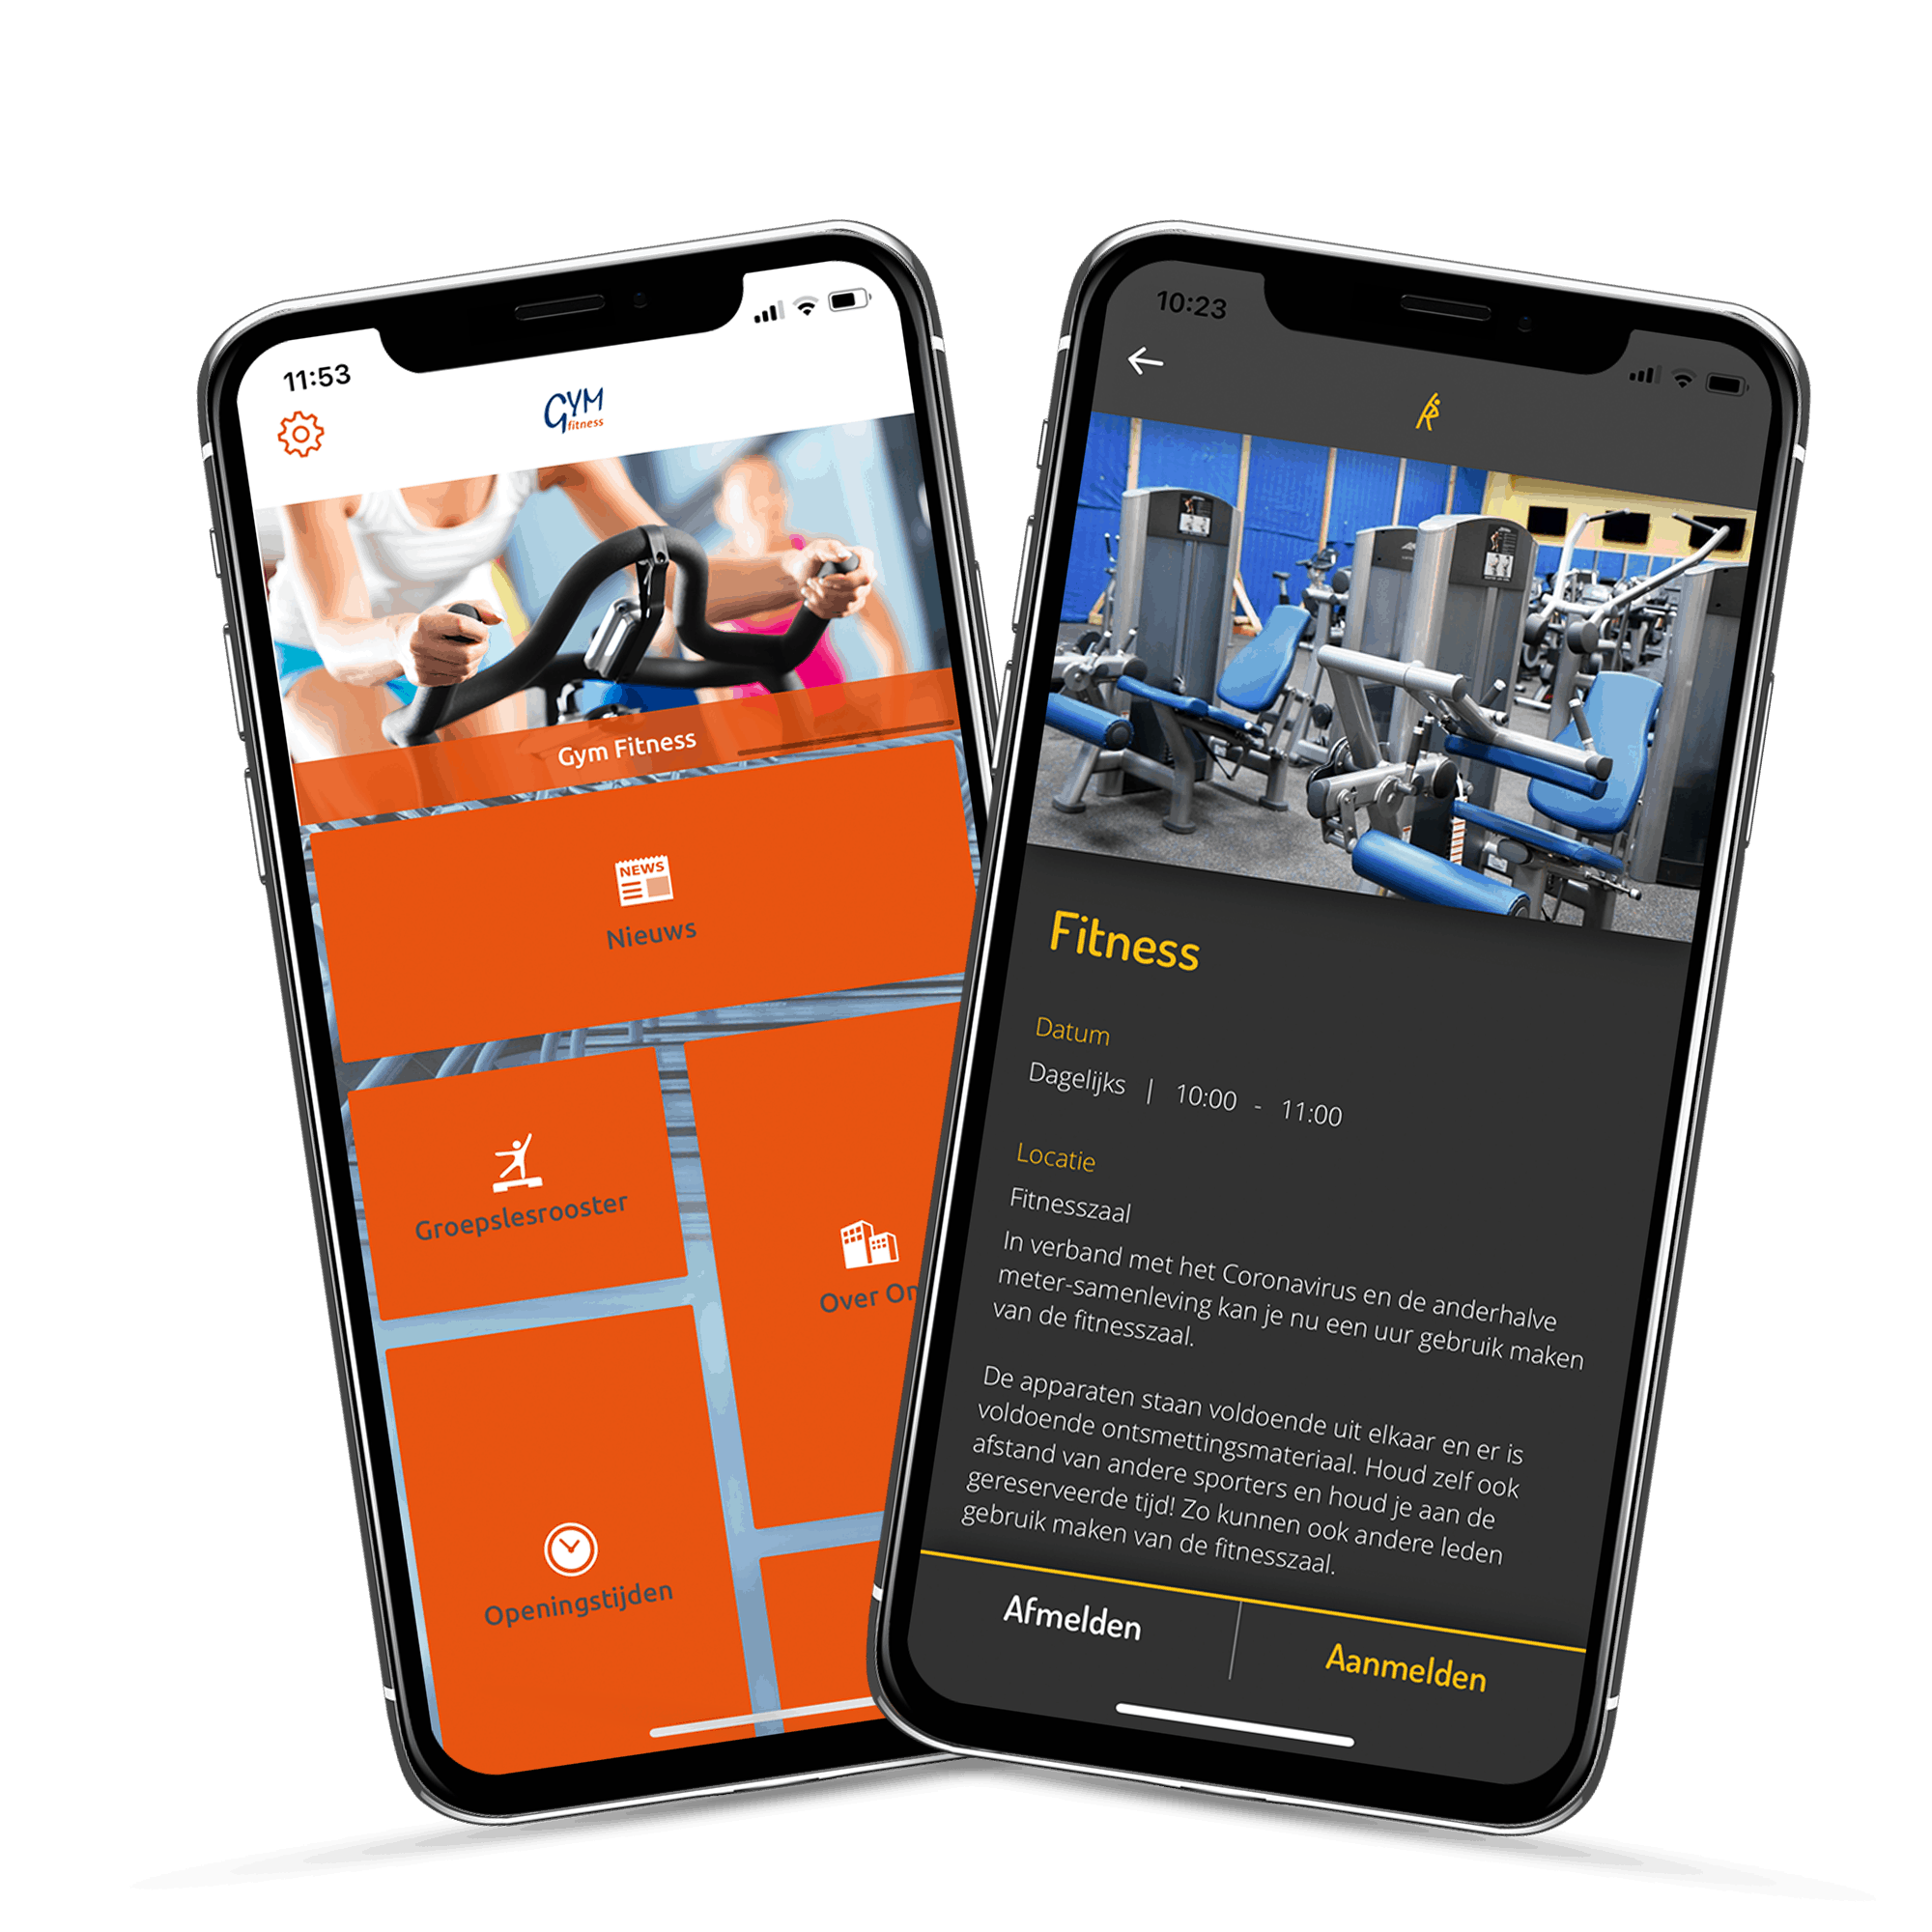 11:53
GYM
fitness
Gym Fitness
NEWS
Nieuws
Groepslesrooster
Over
Openingstijden
10:23
Fitness
Datum
Dagelijks | 10:00 - 11:00
Locatie
Fitnesszaal
In verband met het Coronavirus en de anderhalve
meter-samenleving kan je nu een uur gebruik maken
van de fitnesszaal.
De apparaten staan voldoende uit elkaar en er is
voldoende ontsmettingsmateriaal. Houd zelf ook
afstand van andere sporters en houd je aan de
gereserveerde tijd! Zo kunnen ook andere leden
gebruik maken van de fitnesszaal.
Afmelden
Aanmelden